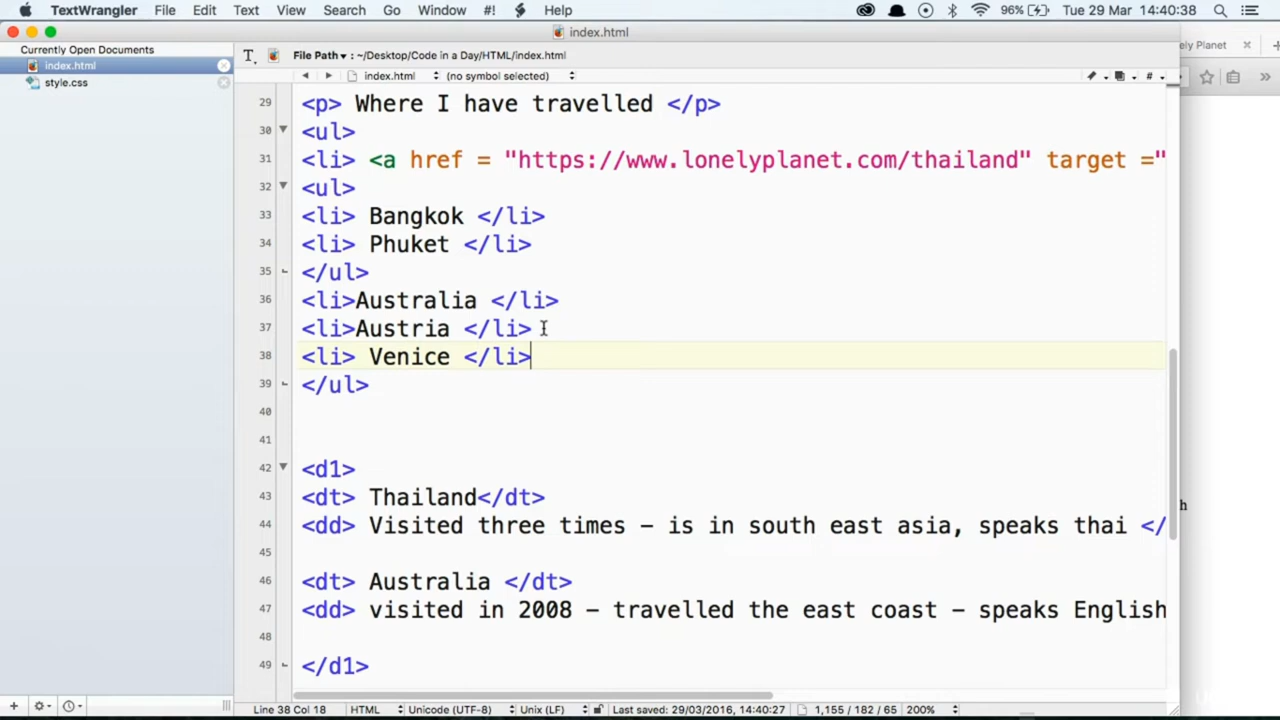 TextWrangler File Edit Text View Search Go Window #! Help 96% Tue 29 Mar 14:40:38
index.html
Currently Open Documents
index.html
style.css
File Path ▾ : ~/Desktop/Code in a Day/HTML/index.html
index.html (no symbol selected)
lonely Planet
29 <p> Where I have travelled </p>
30 <ul>
31 <li> <a href = "https://www.lonelyplanet.com/thailand" target ="
32 <ul>
33 <li> Bangkok </li>
34 <li> Phuket </li>
35 </ul>
36 <li>Australia </li>
37 <li>Austria </li>
38 <li> Venice </li>
39 </ul>
40
41
42 <d1>
43 <dt> Thailand</dt>
44 <dd> Visited three times – is in south east asia, speaks thai </
45
46 <dt> Australia </dt>
47 <dd> visited in 2008 – travelled the east coast – speaks English
48
49 </d1>
h
Line 38 Col 18 HTML Unicode (UTF-8) Unix (LF) Last saved: 29/03/2016, 14:40:27 1,155 / 182 / 65 200%